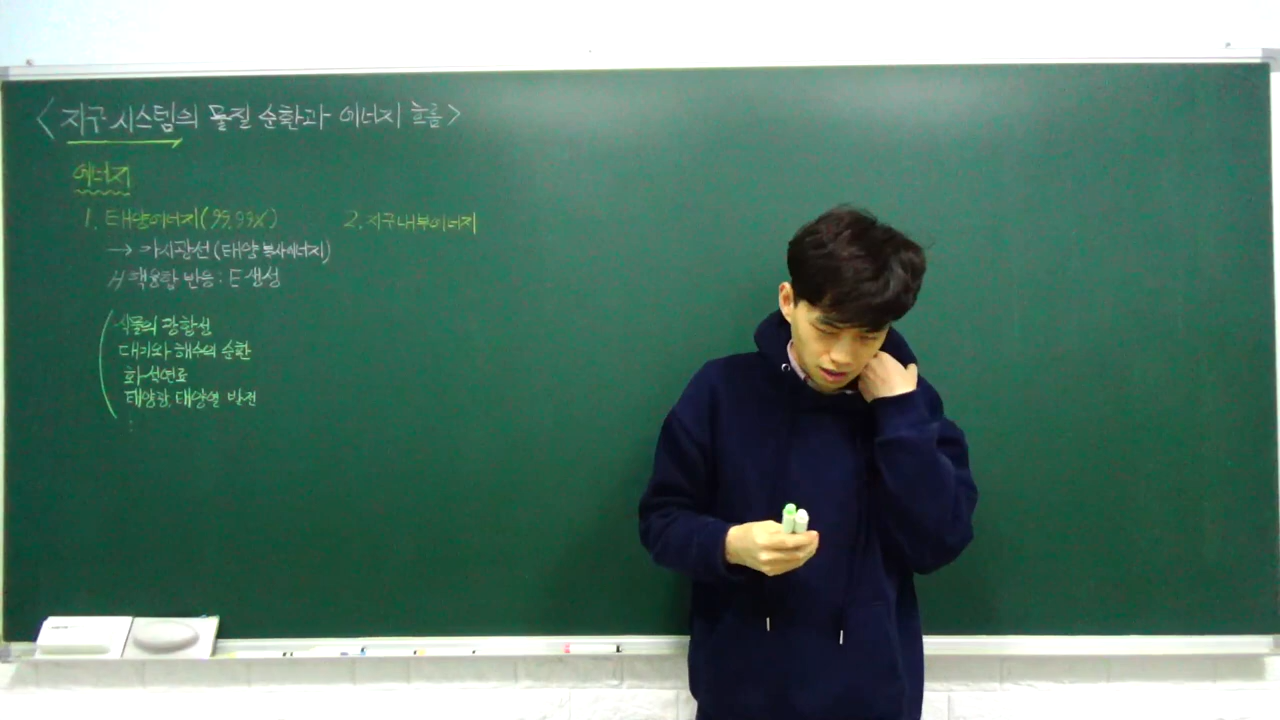 <지구시스템의 물질 순환과 에너지 흐름>
에너지
1. 태양에너지(99.99%)
2. 지구내부에너지
→ 가시광선(태양복사에너지)
H 핵융합 반응 : E 생성
식물의 광합성
대기와 해수의 순환
화석연료
태양광, 태양열 발전
⋮